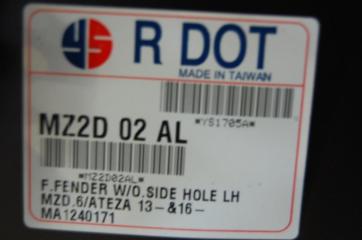 YS R DOT
MADE IN TAIWAN
*YS1705A*
MZ2D 02 AL
*MZ2D02AL*
F.FENDER W/O.SIDE HOLE LH
MZD.6/ATEZA 13-&16-
MA1240171